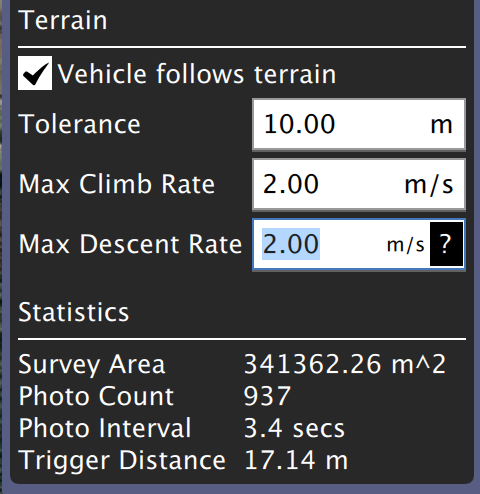 Terrain
Vehicle follows terrain
Tolerance 10.00 m
Max Climb Rate 2.00 m/s
Max Descent Rate 2.00 m/s ?
Statistics
Survey Area 341362.26 m^2
Photo Count 937
Photo Interval 3.4 secs
Trigger Distance 17.14 m